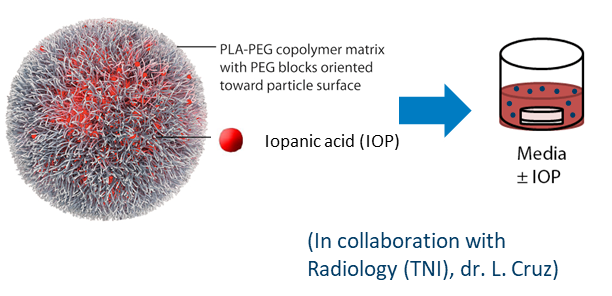 PLA-PEG copolymer matrix
with PEG blocks oriented
toward particle surface
Iopanic acid (IOP)
Media
± IOP
(In collaboration with
Radiology (TNI), dr. L. Cruz)